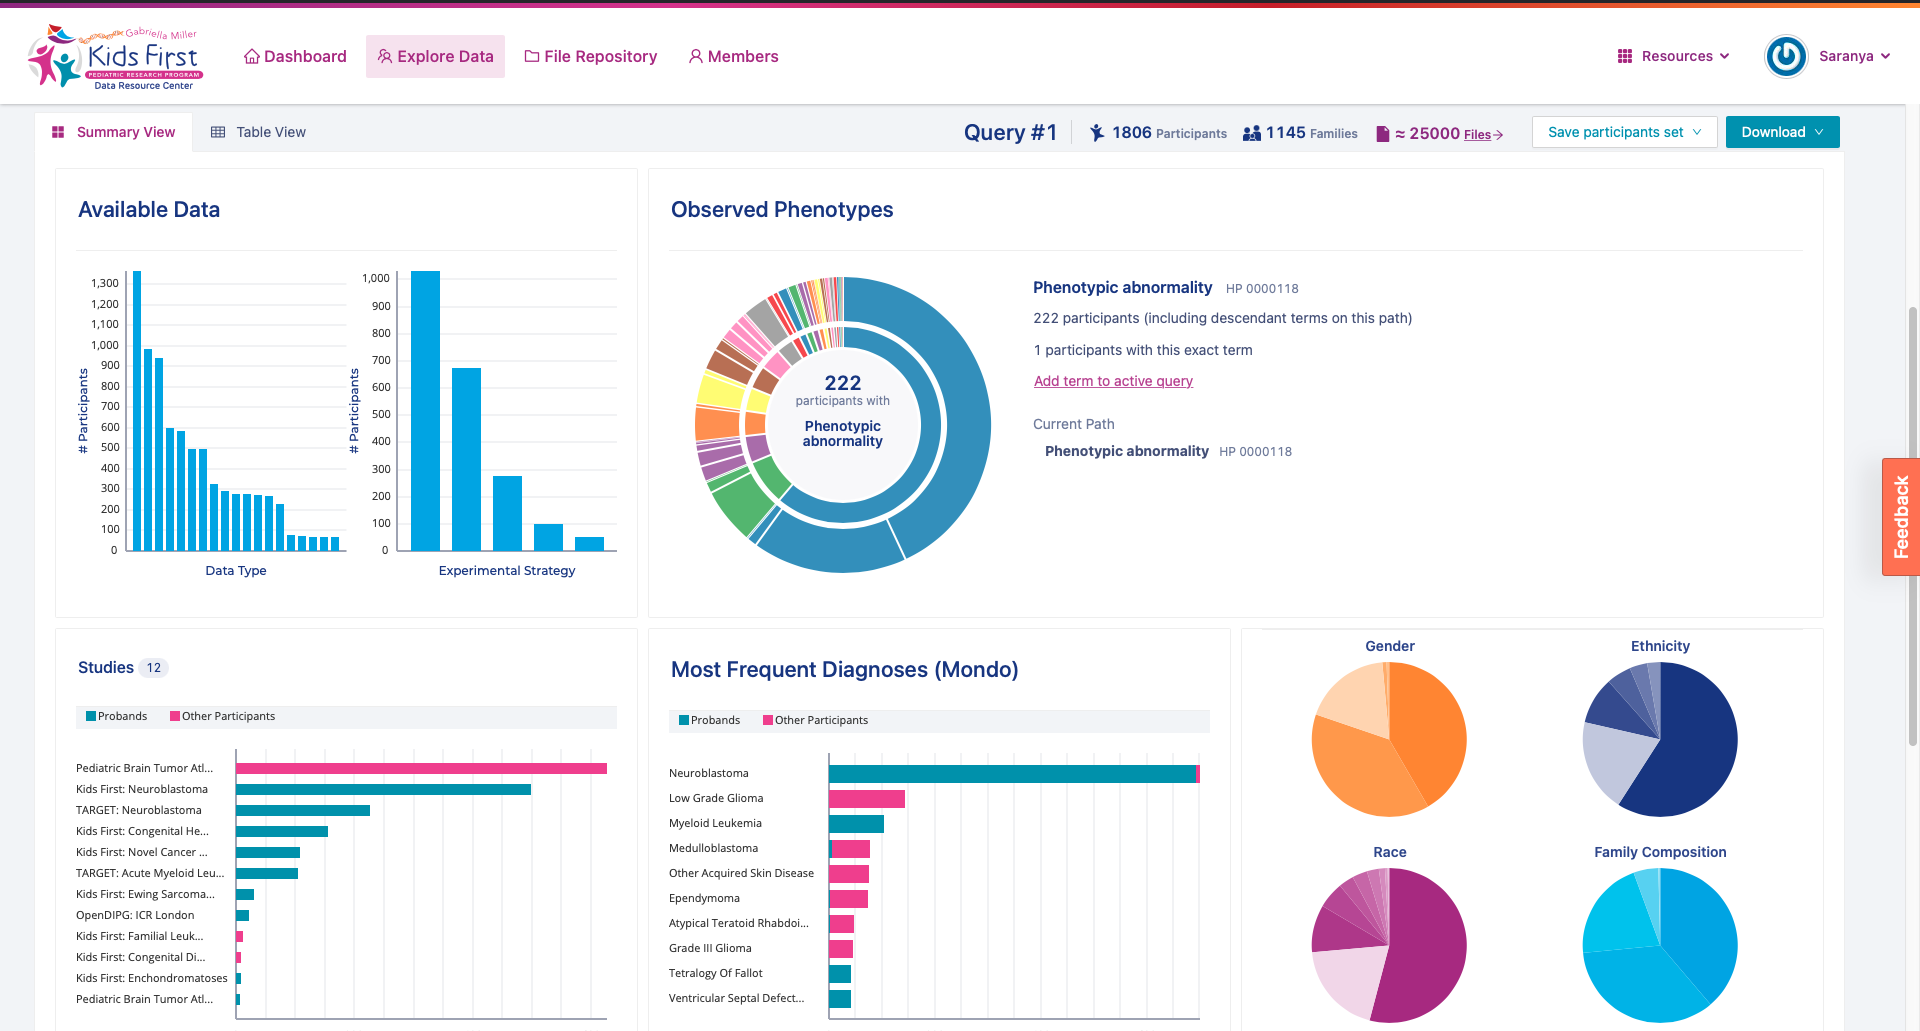 Gabriella Miller
Kids First
PEDIATRIC RESEARCH PROGRAM
Data Resource Center
Dashboard
Explore Data
File Repository
Members
Resources
Saranya
Summary View
Table View
Query #1
1806 Participants
1145 Families
≈ 25000 Files→
Save participants set
Download
Available Data
# Participants
1,300
1,200
1,100
1,000
900
800
700
600
500
400
300
200
100
0
Data Type
# Participants
1,000
900
800
700
600
500
400
300
200
100
0
Experimental Strategy
Observed Phenotypes
222
participants with
Phenotypic
abnormality
Phenotypic abnormality HP 0000118
222 participants (including descendant terms on this path)
1 participants with this exact term
Add term to active query
Current Path
Phenotypic abnormality HP 0000118
Feedback
Studies 12
Probands Other Participants
Pediatric Brain Tumor Atl...
Kids First: Neuroblastoma
TARGET: Neuroblastoma
Kids First: Congenital He...
Kids First: Novel Cancer ...
TARGET: Acute Myeloid Leu...
Kids First: Ewing Sarcoma...
OpenDIPG: ICR London
Kids First: Familial Leuk...
Kids First: Congenital Di...
Kids First: Enchondromatoses
Pediatric Brain Tumor Atl...
Most Frequent Diagnoses (Mondo)
Probands Other Participants
Neuroblastoma
Low Grade Glioma
Myeloid Leukemia
Medulloblastoma
Other Acquired Skin Disease
Ependymoma
Atypical Teratoid Rhabdoi...
Grade III Glioma
Tetralogy Of Fallot
Ventricular Septal Defect...
Gender
Ethnicity
Race
Family Composition